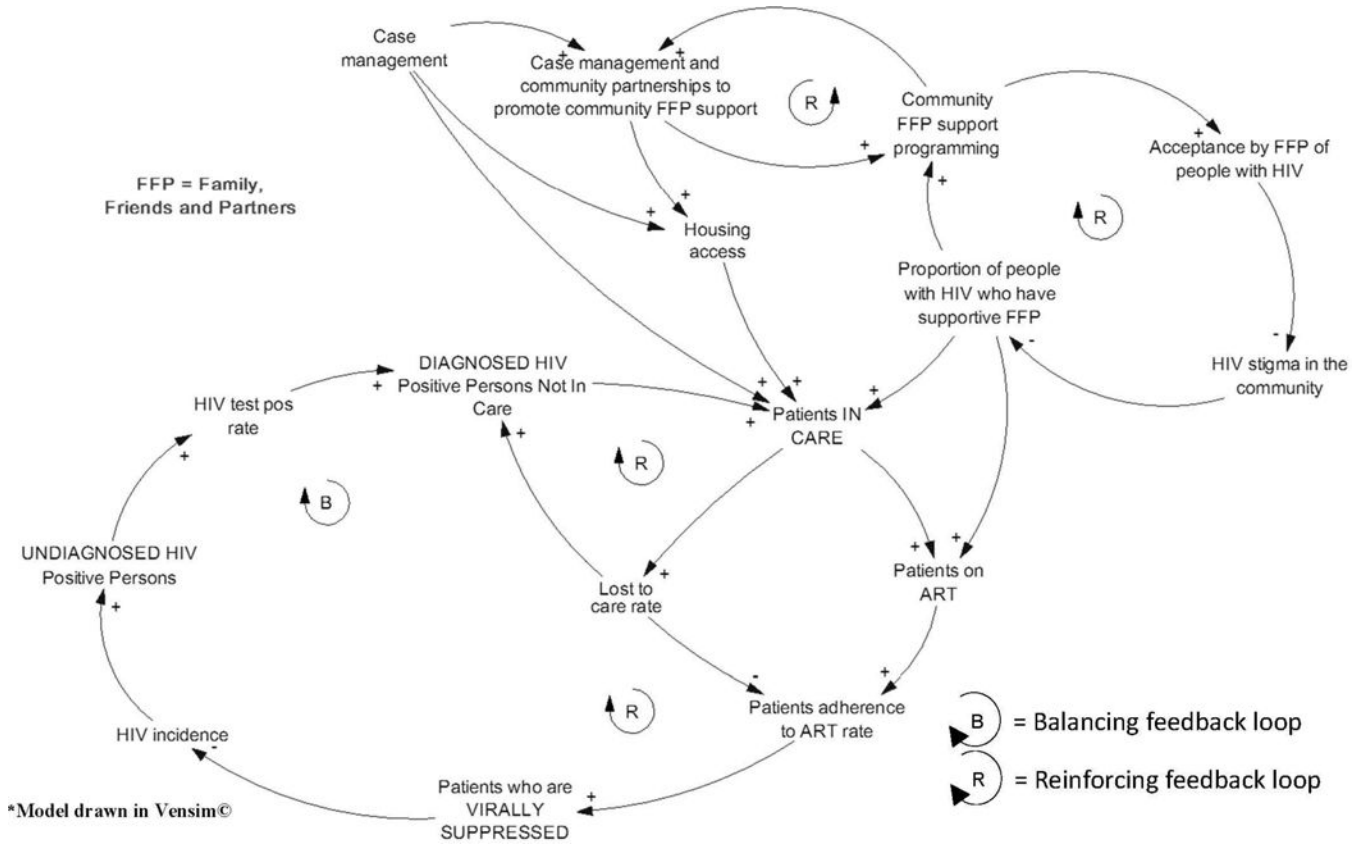 Case
management
Case management and
community partnerships to
promote community FFP support
R
Community
FFP support
programming
Acceptance by FFP of
people with HIV
FFP = Family,
Friends and Partners
R
Housing
access
Proportion of people
with HIV who have
supportive FFP
HIV stigma in the
community
DIAGNOSED HIV
Positive Persons Not In
Care
HIV test pos
rate
Patients IN
CARE
R
B
UNDIAGNOSED HIV
Positive Persons
Lost to
care rate
Patients on
ART
R
Patients adherence
to ART rate
HIV incidence
Patients who are
VIRALLY
SUPPRESSED
B = Balancing feedback loop
R = Reinforcing feedback loop
*Model drawn in Vensim©
+
+
+
+
+
+
+
+
-
-
+
+
+
+
+
+
+
+
+
+
+
-
+
+
-